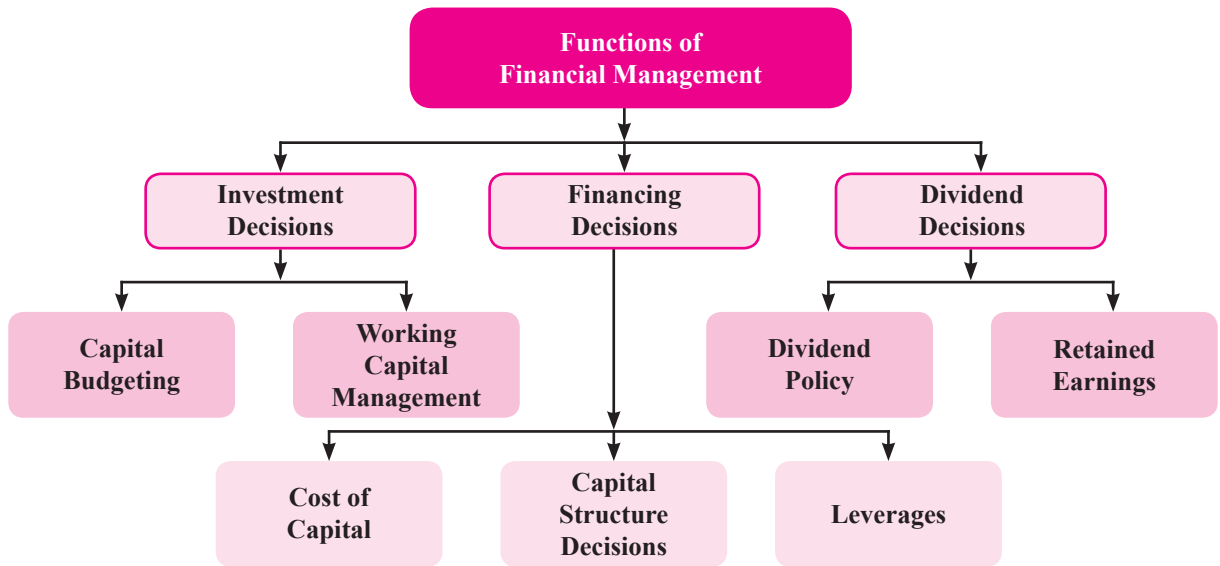 Functions of
Financial Management
Investment
Decisions
Financing
Decisions
Dividend
Decisions
Capital
Budgeting
Working
Capital
Management
Dividend
Policy
Retained
Earnings
Cost of
Capital
Capital
Structure
Decisions
Leverages